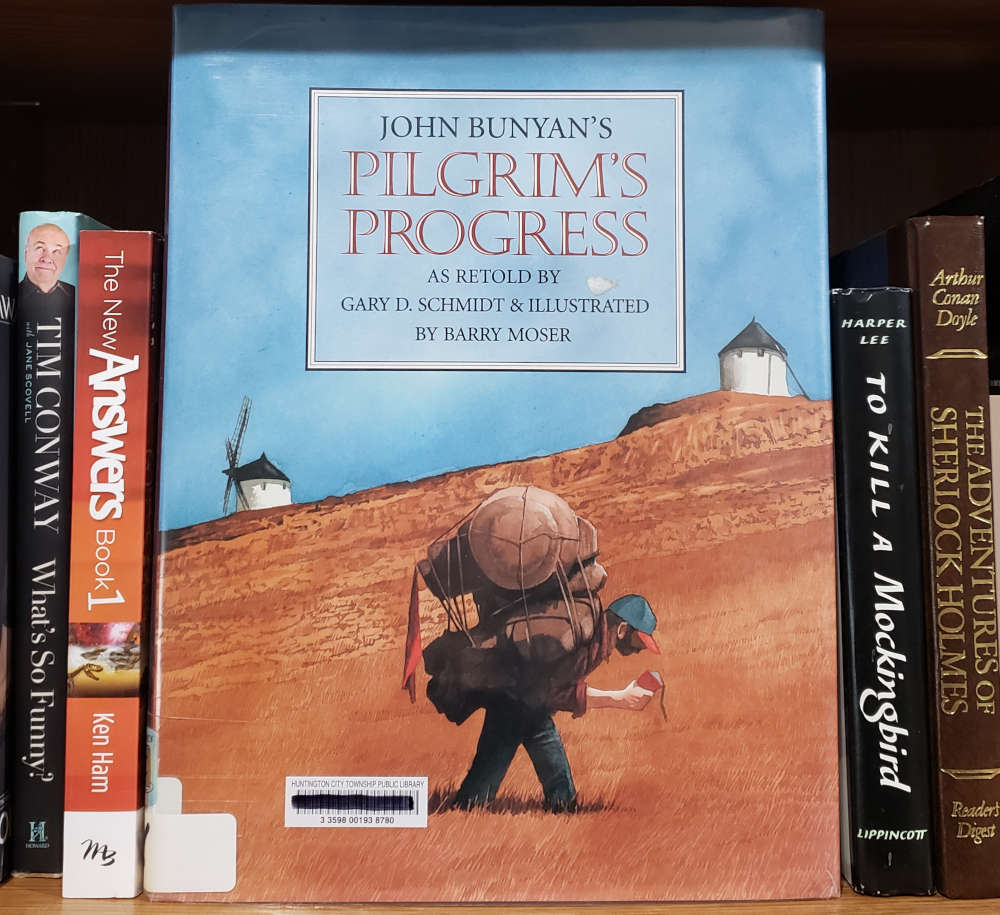 TIM CONWAY What's So Funny?
with JANE SCOVELL
HOWARD
The New
Answers
Book 1
Ken Ham
JOHN BUNYAN'S
PILGRIM'S
PROGRESS
AS RETOLD BY
GARY D. SCHMIDT & ILLUSTRATED
BY BARRY MOSER
HUNTINGTON CITY TOWNSHIP PUBLIC LIBRARY
3 3598 00193 8780
HARPER
LEE
TO KILL A Mockingbird
LIPPINCOTT
Arthur
Conan
Doyle
THE ADVENTURES OF
SHERLOCK HOLMES
Reader's
Digest